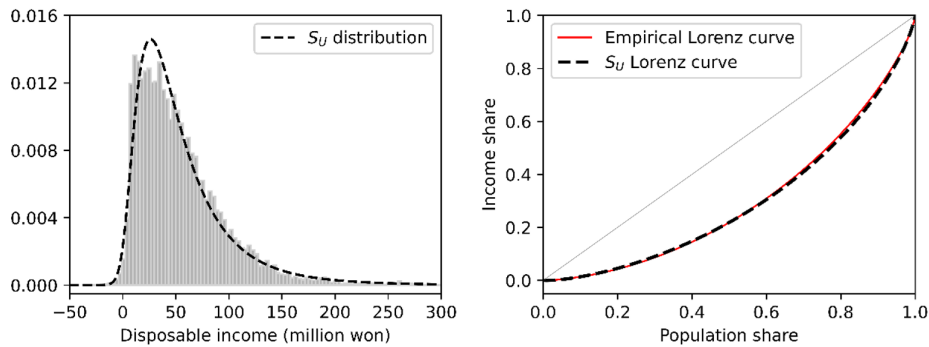 0.016
0.012
0.008
0.004
0.000
−50 0 50 100 150 200 250 300
Disposable income (million won)
S_U distribution
1.0
0.8
0.6
0.4
0.2
0.0
Income share
0.0 0.2 0.4 0.6 0.8 1.0
Population share
Empirical Lorenz curve
S_U Lorenz curve